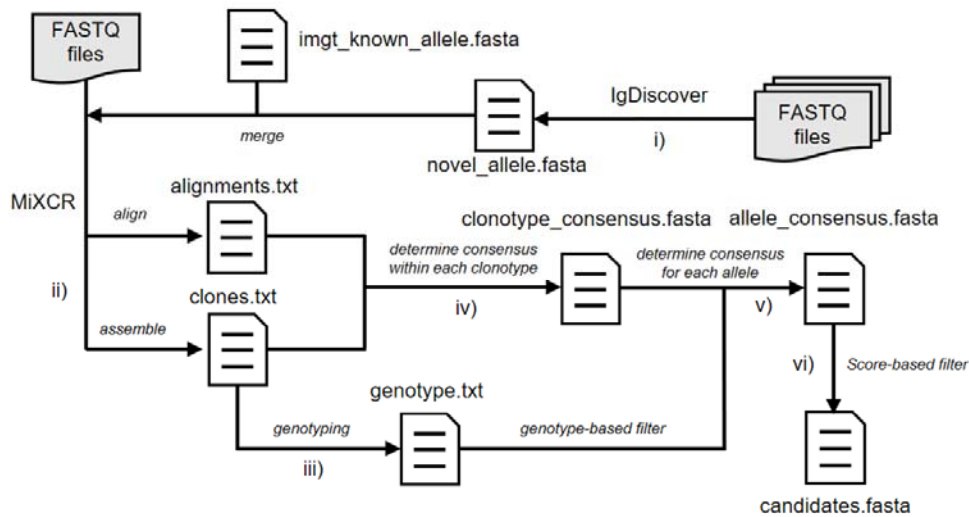 FASTQ
files
imgt_known_allele.fasta
IgDiscover
FASTQ
files
i)
merge
novel_allele.fasta
MiXCR
alignments.txt
align
clonotype_consensus.fasta
allele_consensus.fasta
determine consensus
within each clonotype
determine consensus
for each allele
ii)
clones.txt
iv)
v)
assemble
vi)
Score-based filter
genotype.txt
genotyping
genotype-based filter
iii)
candidates.fasta